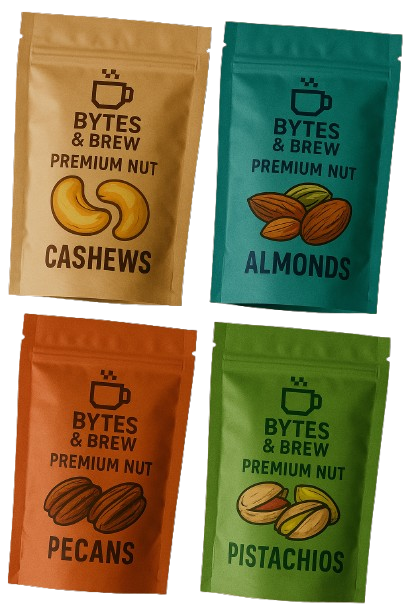 BYTES
& BREW
PREMIUM NUT
CASHEWS
BYTES
& BREW
PREMIUM NUT
ALMONDS
BYTES
& BREW
PREMIUM NUT
PECANS
BYTES
& BREW
PREMIUM NUT
PISTACHIOS